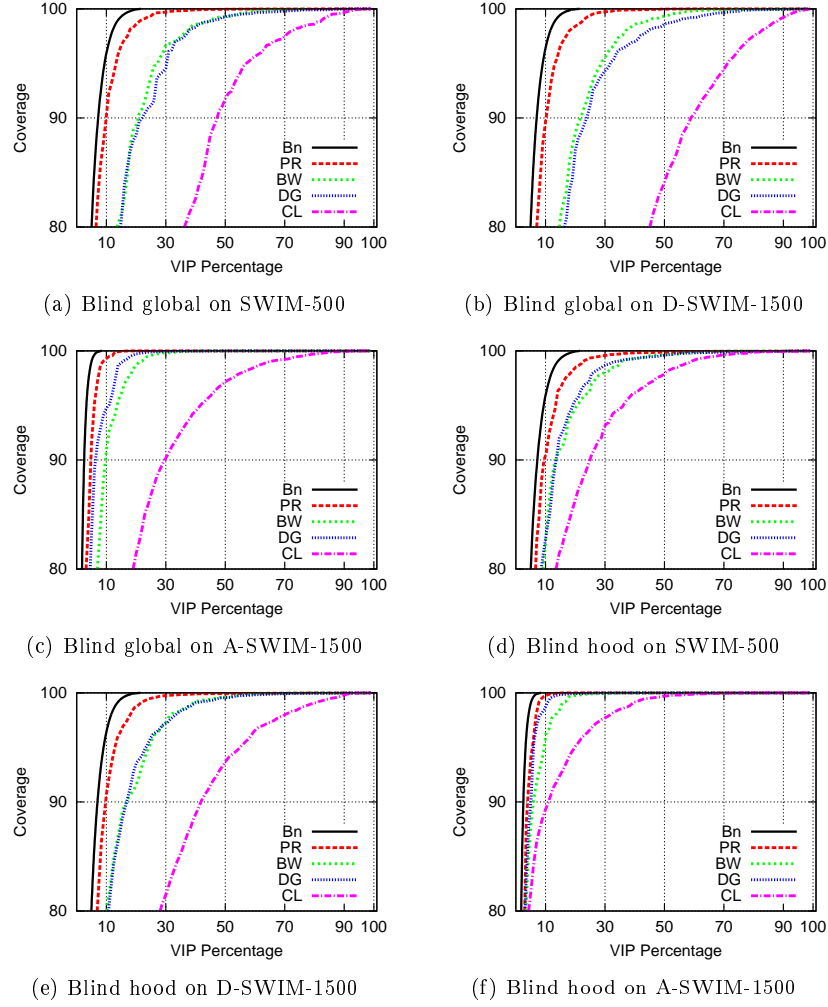 100
90
80
Coverage
Bn
PR
BW
DG
CL
10 30 50 70 90 100
VIP Percentage
(a) Blind global on SWIM-500
100
90
80
Coverage
Bn
PR
BW
DG
CL
10 30 50 70 90 100
VIP Percentage
(b) Blind global on D-SWIM-1500
100
90
80
Coverage
Bn
PR
BW
DG
CL
10 30 50 70 90 100
VIP Percentage
(c) Blind global on A-SWIM-1500
100
90
80
Coverage
Bn
PR
BW
DG
CL
10 30 50 70 90 100
VIP Percentage
(d) Blind hood on SWIM-500
100
90
80
Coverage
Bn
PR
BW
DG
CL
10 30 50 70 90 100
VIP Percentage
(e) Blind hood on D-SWIM-1500
100
90
80
Coverage
Bn
PR
BW
DG
CL
10 30 50 70 90 100
VIP Percentage
(f) Blind hood on A-SWIM-1500